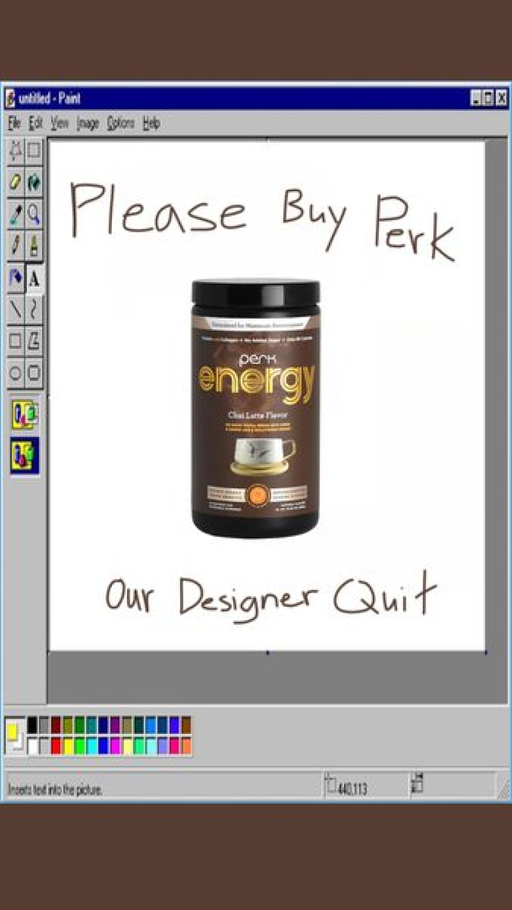 untitled - Paint
File Edit View Image Options Help
Please Buy Perk
perk
energy
Chai Latte Flavor
Our Designer Quit
Inserts text into the picture.
440,113